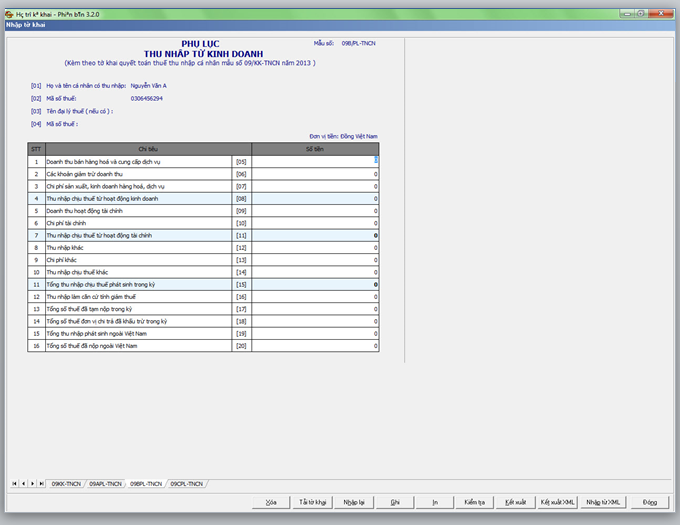 Hç trî kª khai - Phiªn b¶n 3.2.0
Nhập tờ khai
PHỤ LỤC
Mẫu số: 09B/PL-TNCN
THU NHẬP TỪ KINH DOANH
(Kèm theo tờ khai quyết toán thuế thu nhập cá nhân mẫu số 09/KK-TNCN năm 2013 )
[01] Họ và tên cá nhân có thu nhập: Nguyễn Văn A
[02] Mã số thuế: 0306456294
[03] Tên đại lý thuế ( nếu có ) :
[04] Mã số thuế :
Đơn vị tiền: Đồng Việt Nam
STT Chỉ tiêu Số tiền
1 Doanh thu bán hàng hoá và cung cấp dịch vụ [05]
2 Các khoản giảm trừ doanh thu [06] 0
3 Chi phí sản xuất, kinh doanh hàng hoá, dịch vụ [07] 0
4 Thu nhập chịu thuế từ hoạt động kinh doanh [08] 0
5 Doanh thu hoạt động tài chính [09] 0
6 Chi phí tài chính [10] 0
7 Thu nhập chịu thuế từ hoạt động tài chính [11] 0
8 Thu nhập khác [12] 0
9 Chi phí khác [13] 0
10 Thu nhập chịu thuế khác [14] 0
11 Tổng thu nhập chịu thuế phát sinh trong kỳ [15] 0
12 Thu nhập làm căn cứ tính giảm thuế [16] 0
13 Tổng số thuế đã tạm nộp trong kỳ [17] 0
14 Tổng số thuế đơn vị chi trả đã khấu trừ trong kỳ [18] 0
15 Tổng thu nhập phát sinh ngoài Việt Nam [19] 0
16 Tổng số thuế đã nộp ngoài Việt Nam [20] 0
09KK-TNCN 09APL-TNCN 09BPL-TNCN 09CPL-TNCN
Xóa Tải tờ khai Nhập lại Ghi In Kiểm tra Kết xuất Kết xuất XML Nhập từ XML Đóng